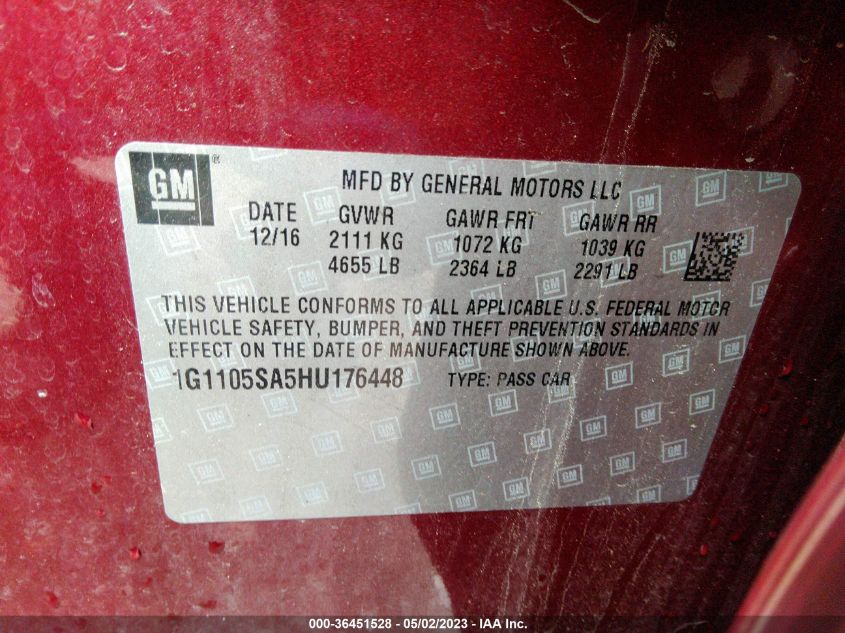 GM ®
MFD BY GENERAL MOTORS LLC
DATE GVWR GAWR FRT GAWR RR
12/16 2111 KG 1072 KG 1039 KG
4655 LB 2364 LB 2291 LB
THIS VEHICLE CONFORMS TO ALL APPLICABLE U.S. FEDERAL MOTOR
VEHICLE SAFETY, BUMPER, AND THEFT PREVENTION STANDARDS IN
EFFECT ON THE DATE OF MANUFACTURE SHOWN ABOVE.
1G1105SA5HU176448 TYPE: PASS CAR
000-36451528 - 05/02/2023 - IAA Inc.